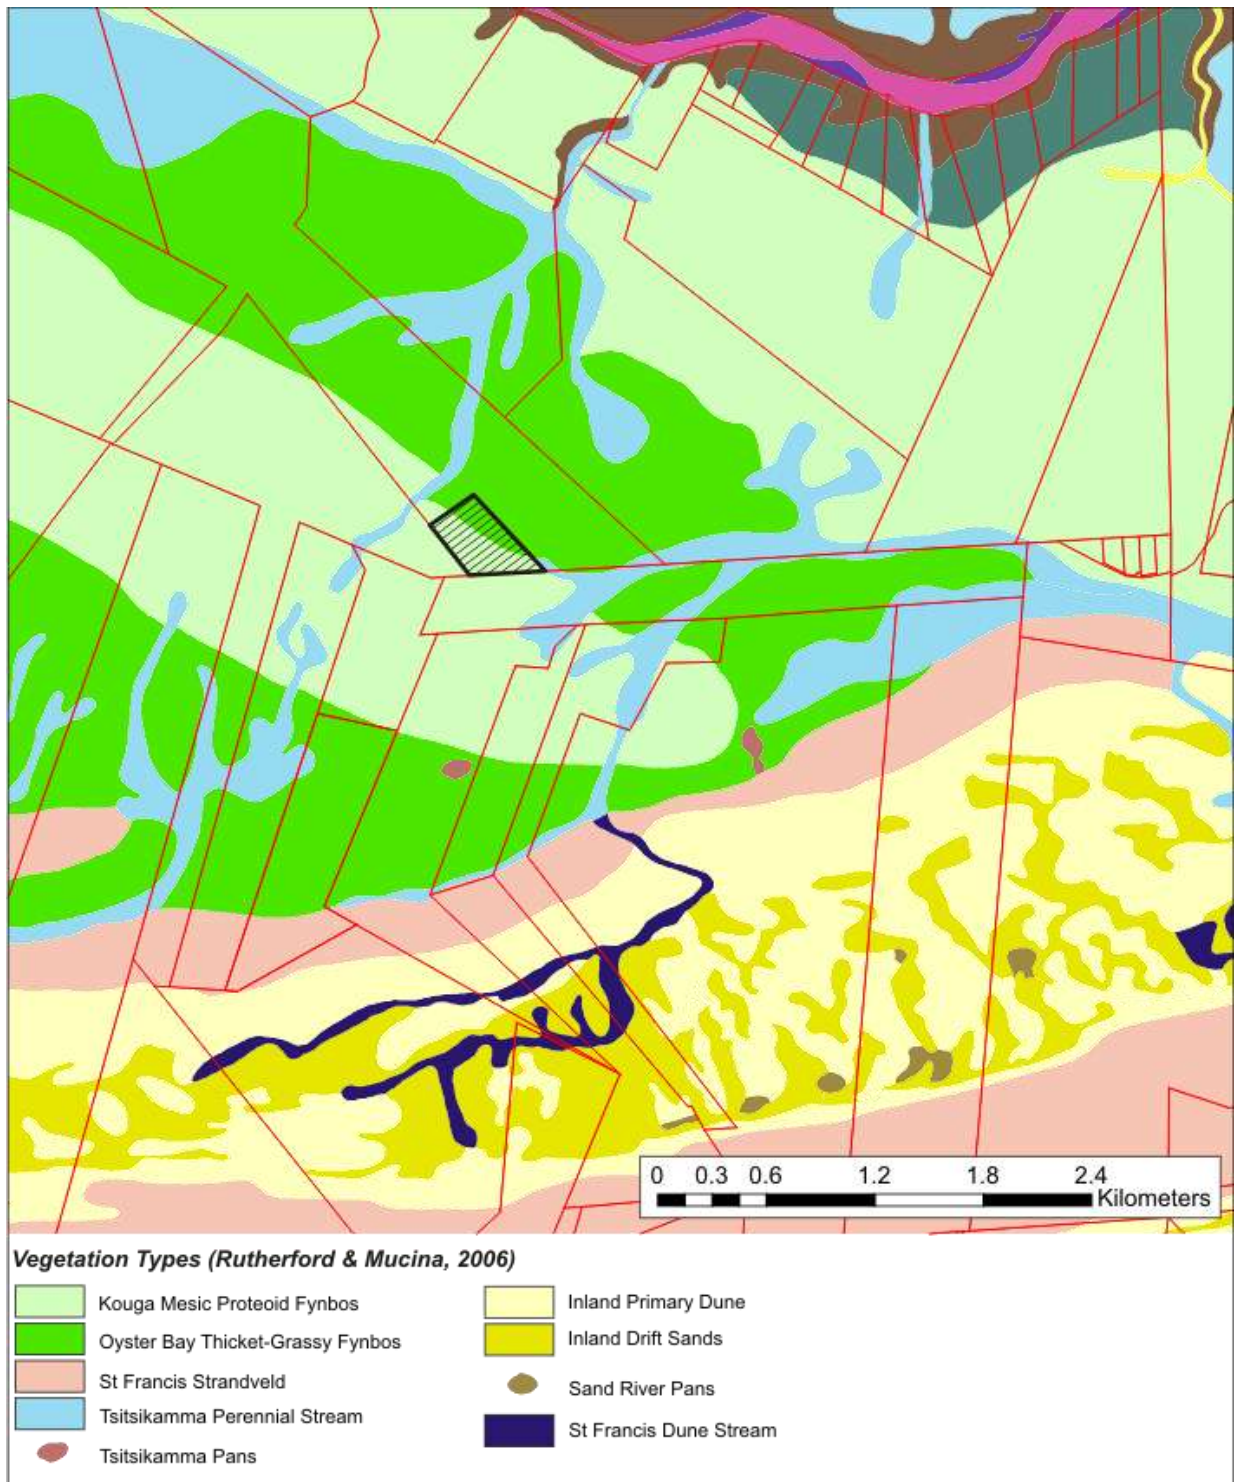 0 0.3 0.6 1.2 1.8 2.4
Kilometers
Vegetation Types (Rutherford & Mucina, 2006)
Kouga Mesic Proteoid Fynbos
Oyster Bay Thicket-Grassy Fynbos
St Francis Strandveld
Tsitsikamma Perennial Stream
Tsitsikamma Pans
Inland Primary Dune
Inland Drift Sands
Sand River Pans
St Francis Dune Stream